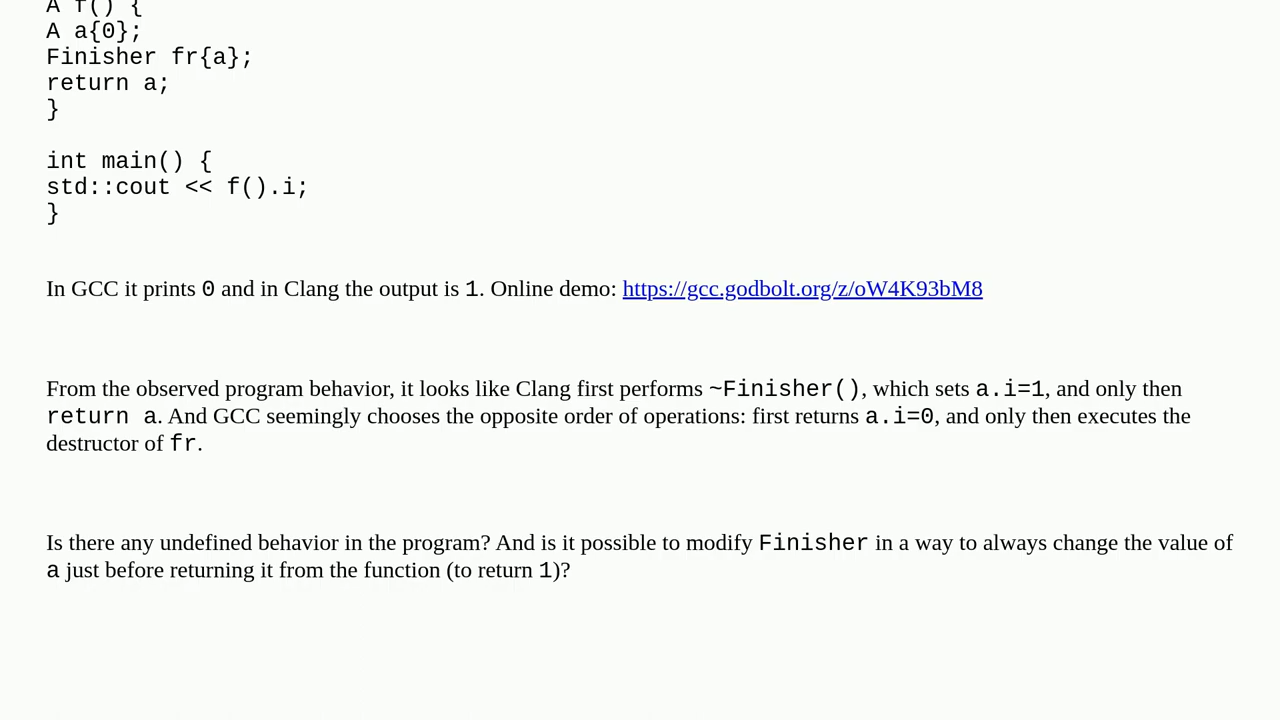 A f() {
A a{0};
Finisher fr{a};
return a;
}
int main() {
std::cout << f().i;
}
In GCC it prints 0 and in Clang the output is 1. Online demo: https://gcc.godbolt.org/z/oW4K93bM8
From the observed program behavior, it looks like Clang first performs ~Finisher(), which sets a.i=1, and only then
return a. And GCC seemingly chooses the opposite order of operations: first returns a.i=0, and only then executes the
destructor of fr.
Is there any undefined behavior in the program? And is it possible to modify Finisher in a way to always change the value of
a just before returning it from the function (to return 1)?